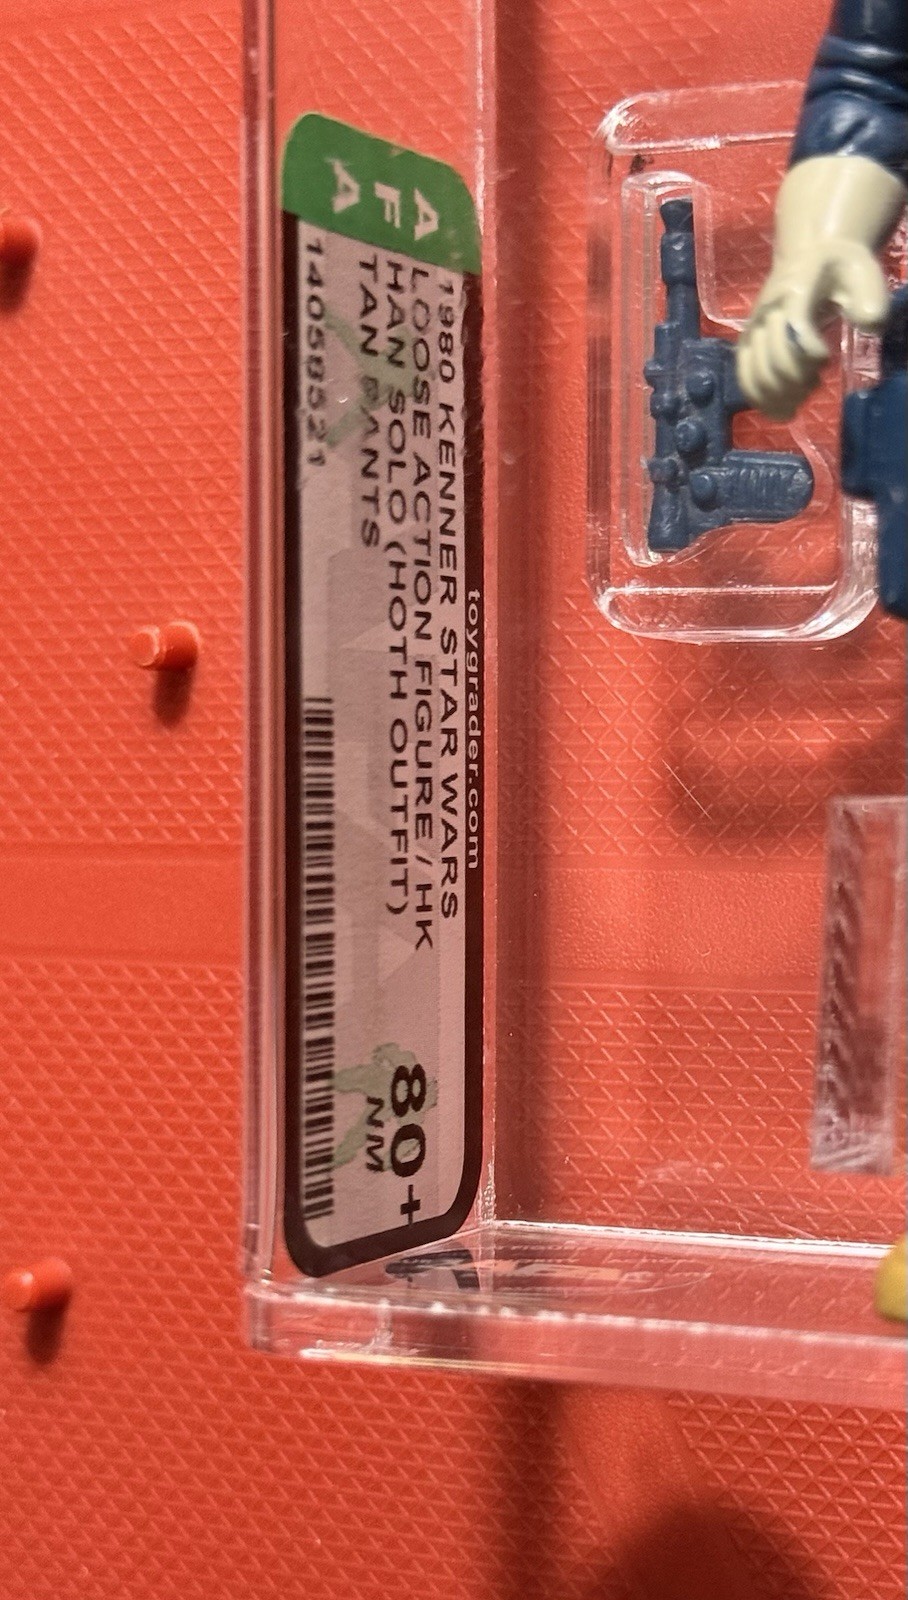 AFA
1980 KENNER STAR WARS
LOOSE ACTION FIGURE / HK
HAN SOLO (HOTH OUTFIT)
TAN PANTS
14058521
80+
NM
toygrader.com